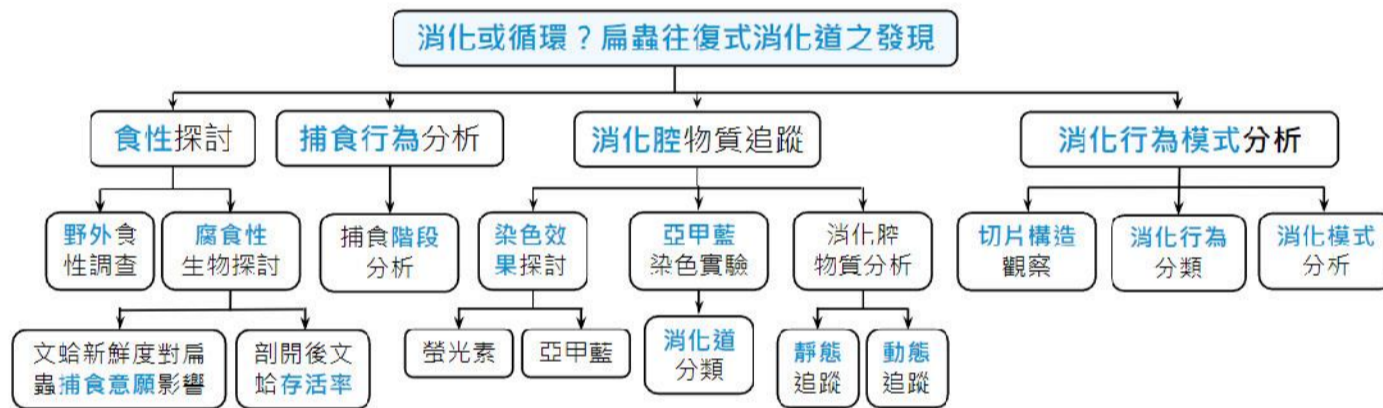 消化或循環？扁蟲往復式消化道之發現
食性探討
捕食行為分析
消化腔物質追蹤
消化行為模式分析
野外食
性調查
腐食性
生物探討
捕食階段
分析
染色效
果探討
亞甲藍
染色實驗
消化腔
物質分析
切片構造
觀察
消化行為
分類
消化模式
分析
文蛤新鮮度對扁
蟲捕食意願影響
剖開後文
蛤存活率
螢光素
亞甲藍
消化道
分類
靜態
追蹤
動態
追蹤